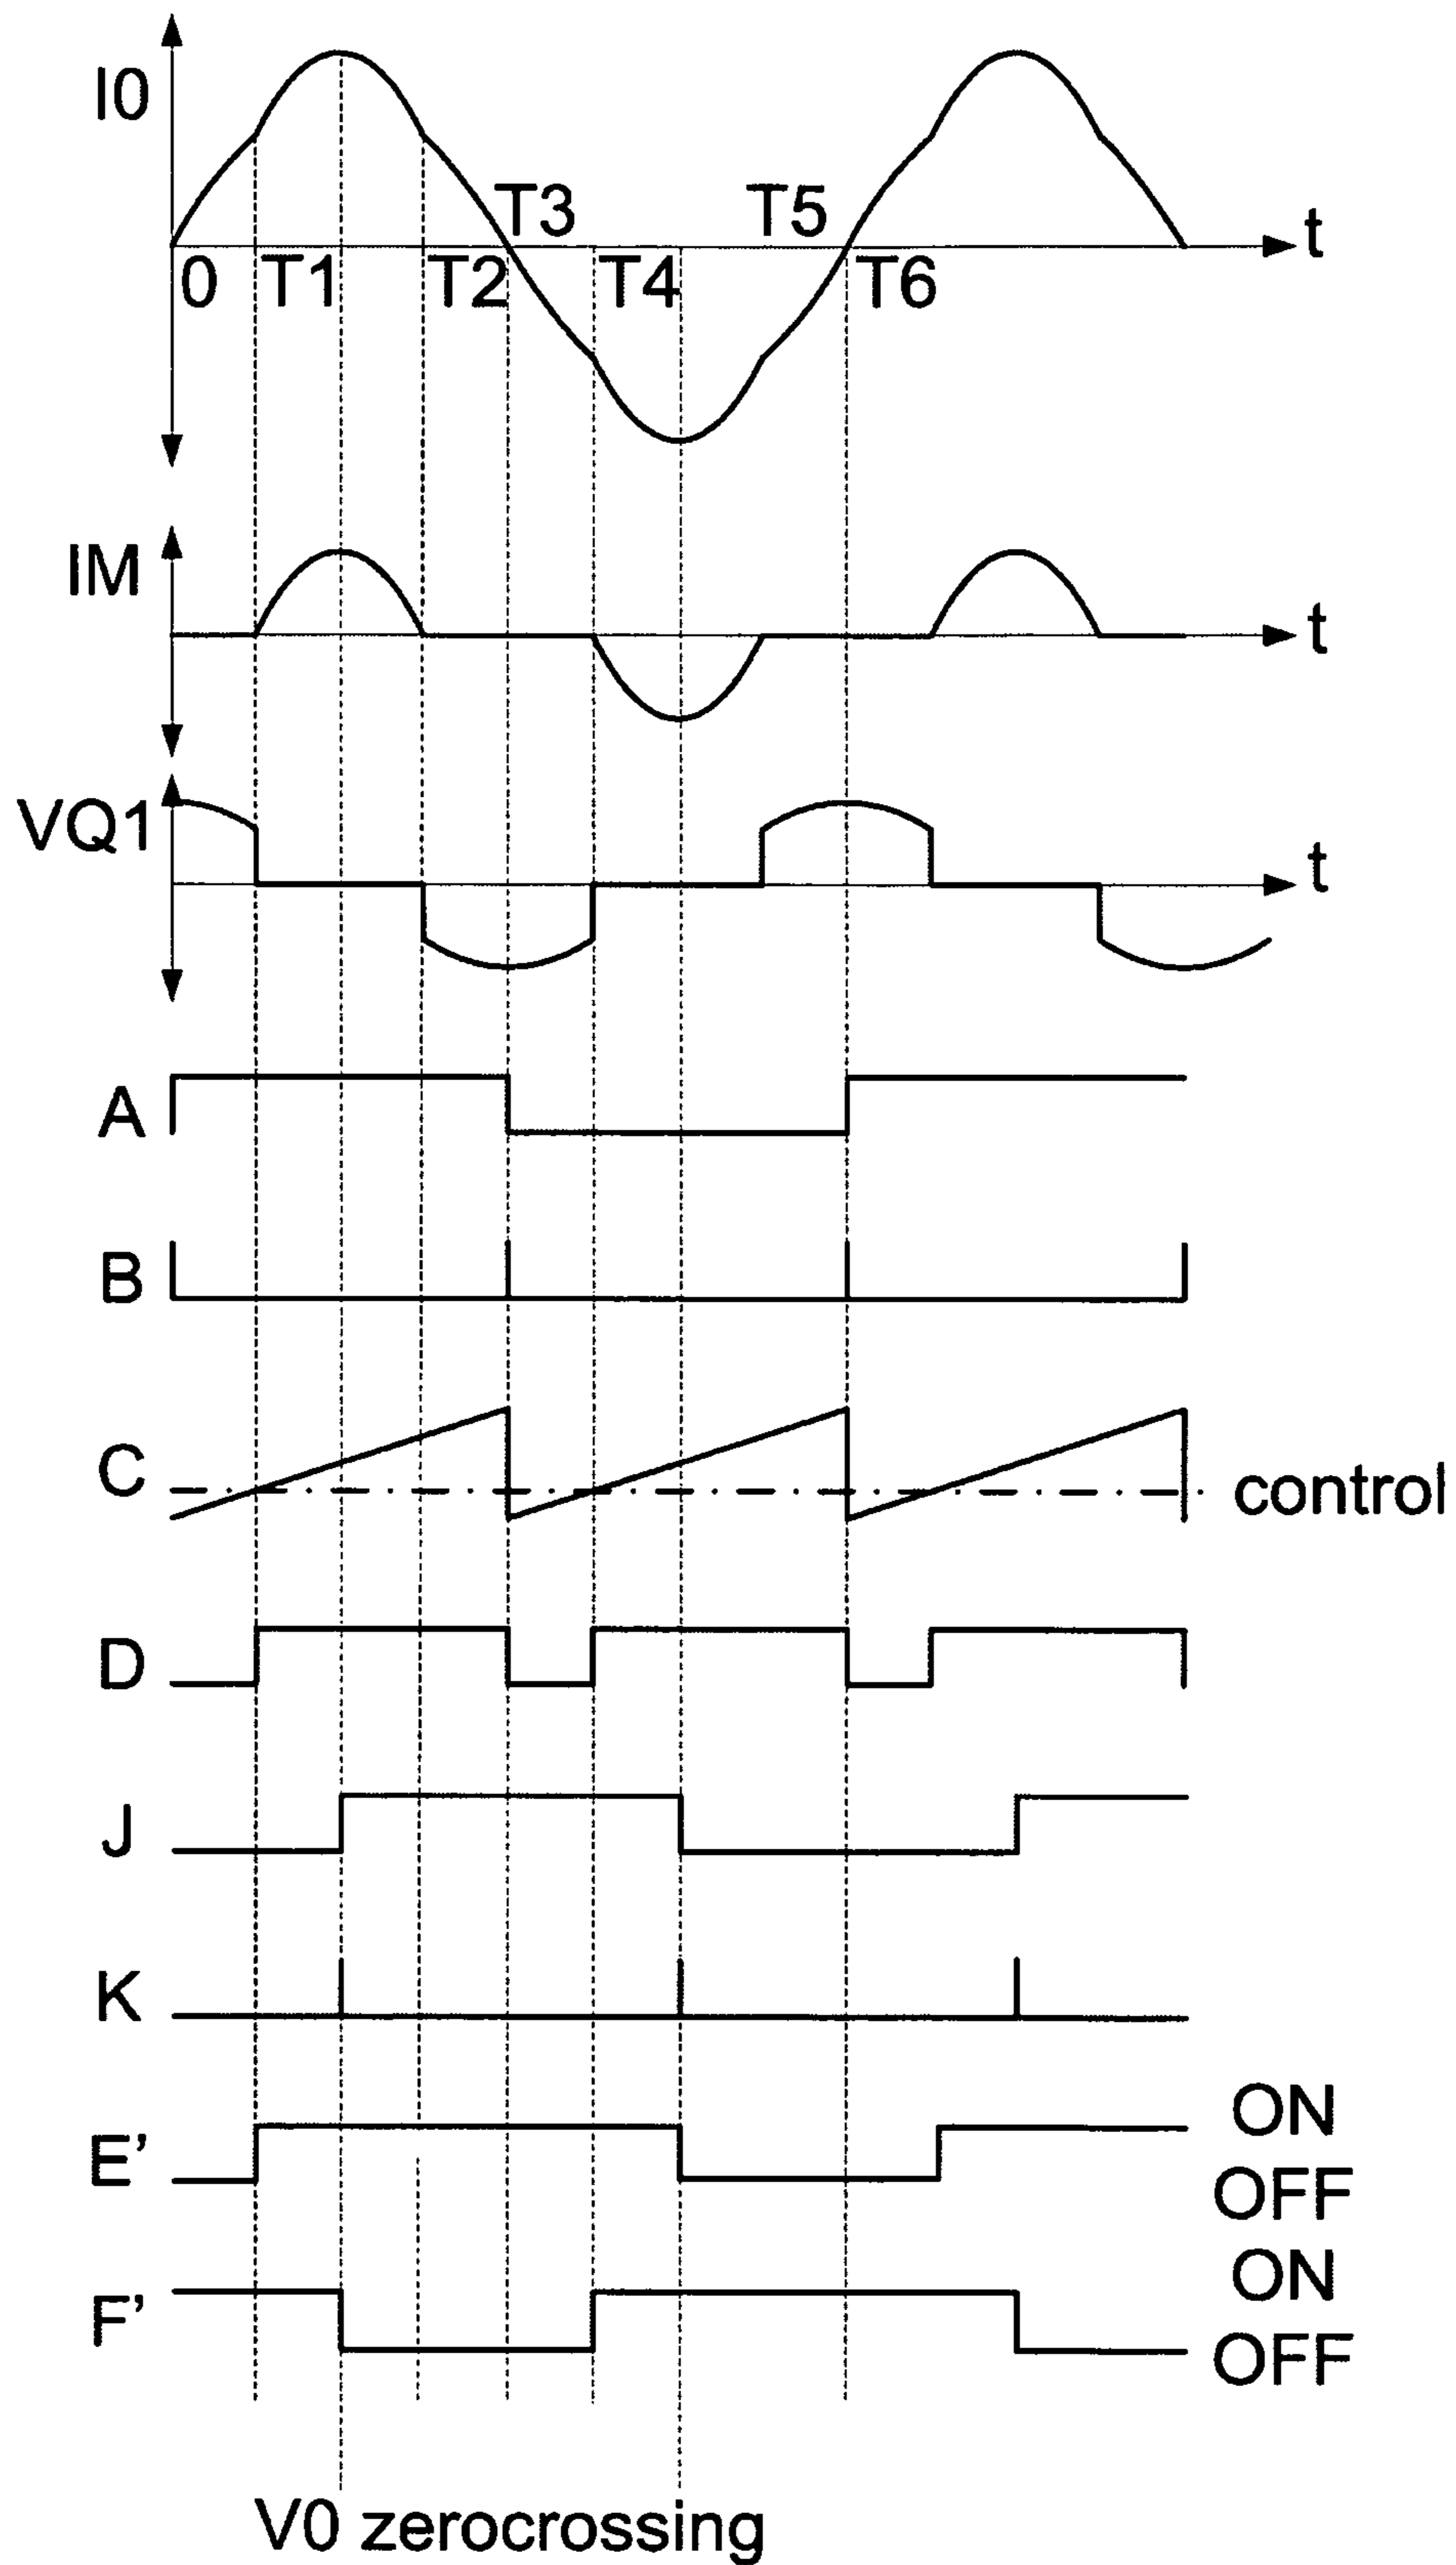 I0
T3 T5 t
0 T1 T2 T4 T6
IM
t
VQ1
t
A
B
C control
D
J
K
ON
E’
OFF
ON
F’
OFF
V0 zerocrossing